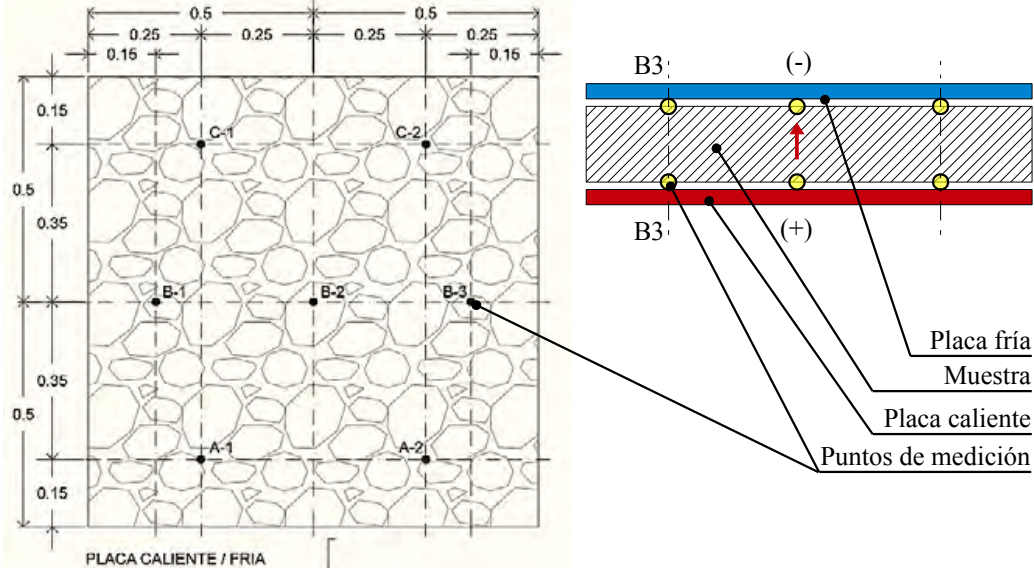 0.5 0.5
0.25 0.25 0.25 0.25
0.15 0.15
0.15
C-1 C-2
0.5
0.35
B-1 B-2 B-3
0.35
0.5
A-1 A-2
0.15
PLACA CALIENTE / FRIA
B3 (-)
B3 (+)
Placa fría
Muestra
Placa caliente
Puntos de medición